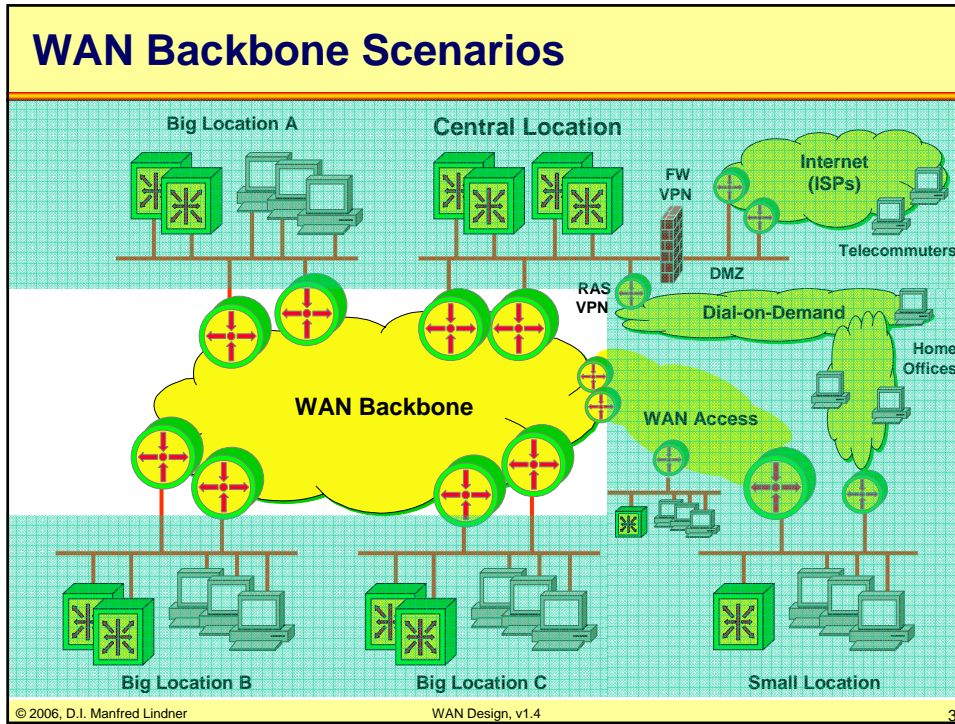 WAN Backbone Scenarios
Big Location A
Central Location
FW
VPN
Internet
(ISPs)
Telecommuters
DMZ
RAS
VPN
Dial-on-Demand
Home
Offices
WAN Backbone
WAN Access
Big Location B
Big Location C
Small Location
© 2006, D.I. Manfred Lindner
WAN Design, v1.4
3